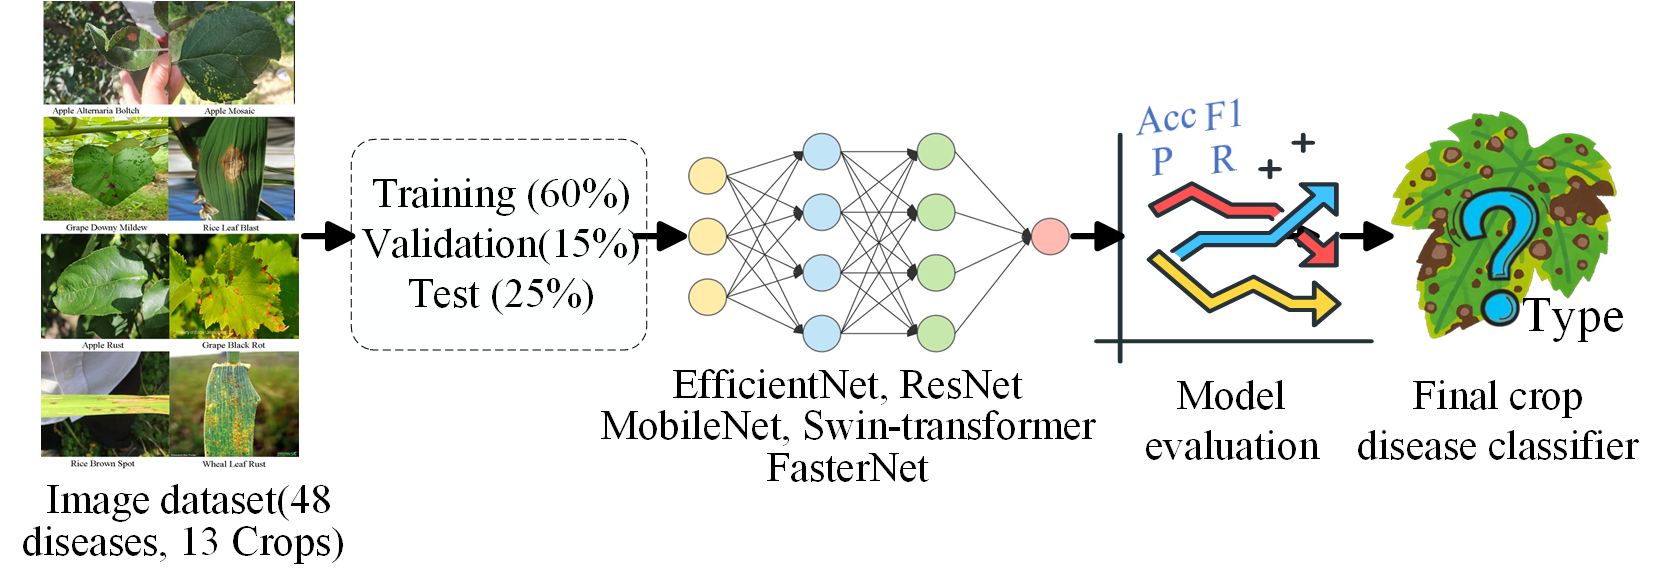 Apple Alternaria Boltch
Apple Mosaic
Grape Downy Mildew
Rice Leaf Blast
Apple Rust
Grape Black Rot
Rice Brown Spot
Wheal Leaf Rust
Image dataset(48
diseases, 13 Crops)
Training (60%)
Validation(15%)
Test (25%)
EfficientNet, ResNet
MobileNet, Swin-transformer
FasterNet
Acc F1
P R
Model
evaluation
?
Type
Final crop
disease classifier